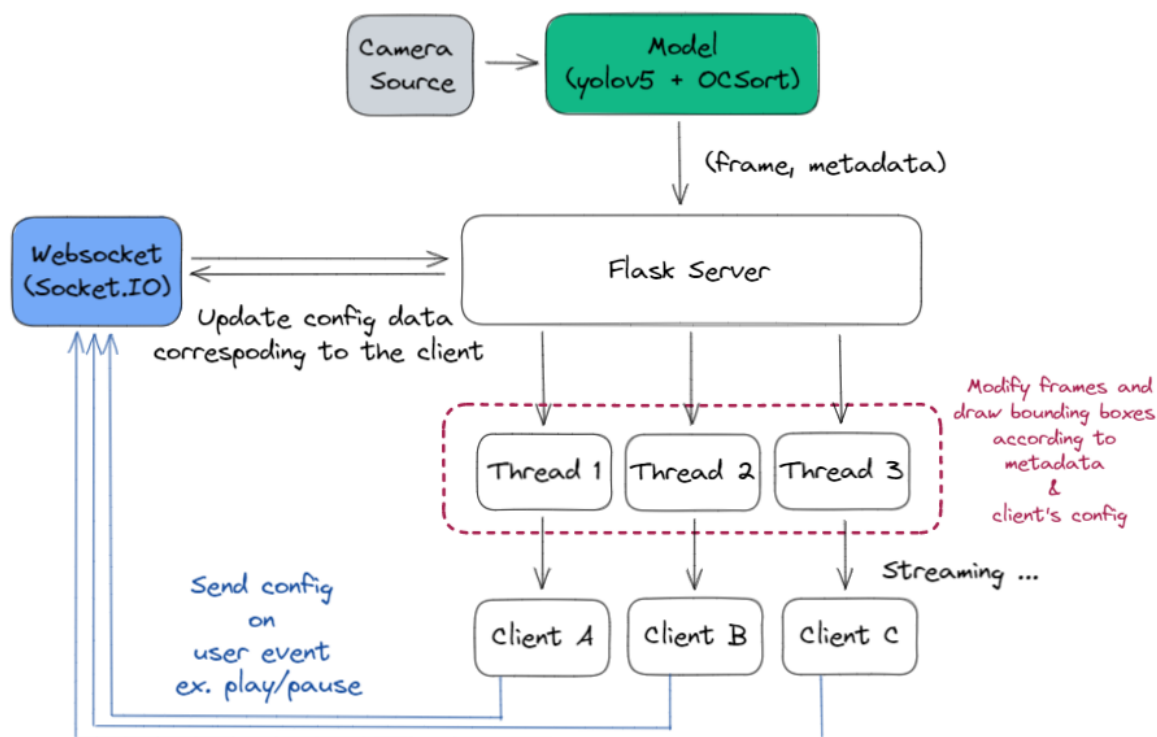 Camera
Source
Model
(yolov5 + OCSort)
(frame, metadata)
Websocket
(Socket.IO)
Flask Server
Update config data
correspoding to the client
Modify frames and
draw bounding boxes
according to
metadata
&
client's config
Thread 1
Thread 2
Thread 3
Streaming ...
Send config
on
user event
ex. play/pause
Client A
Client B
Client C